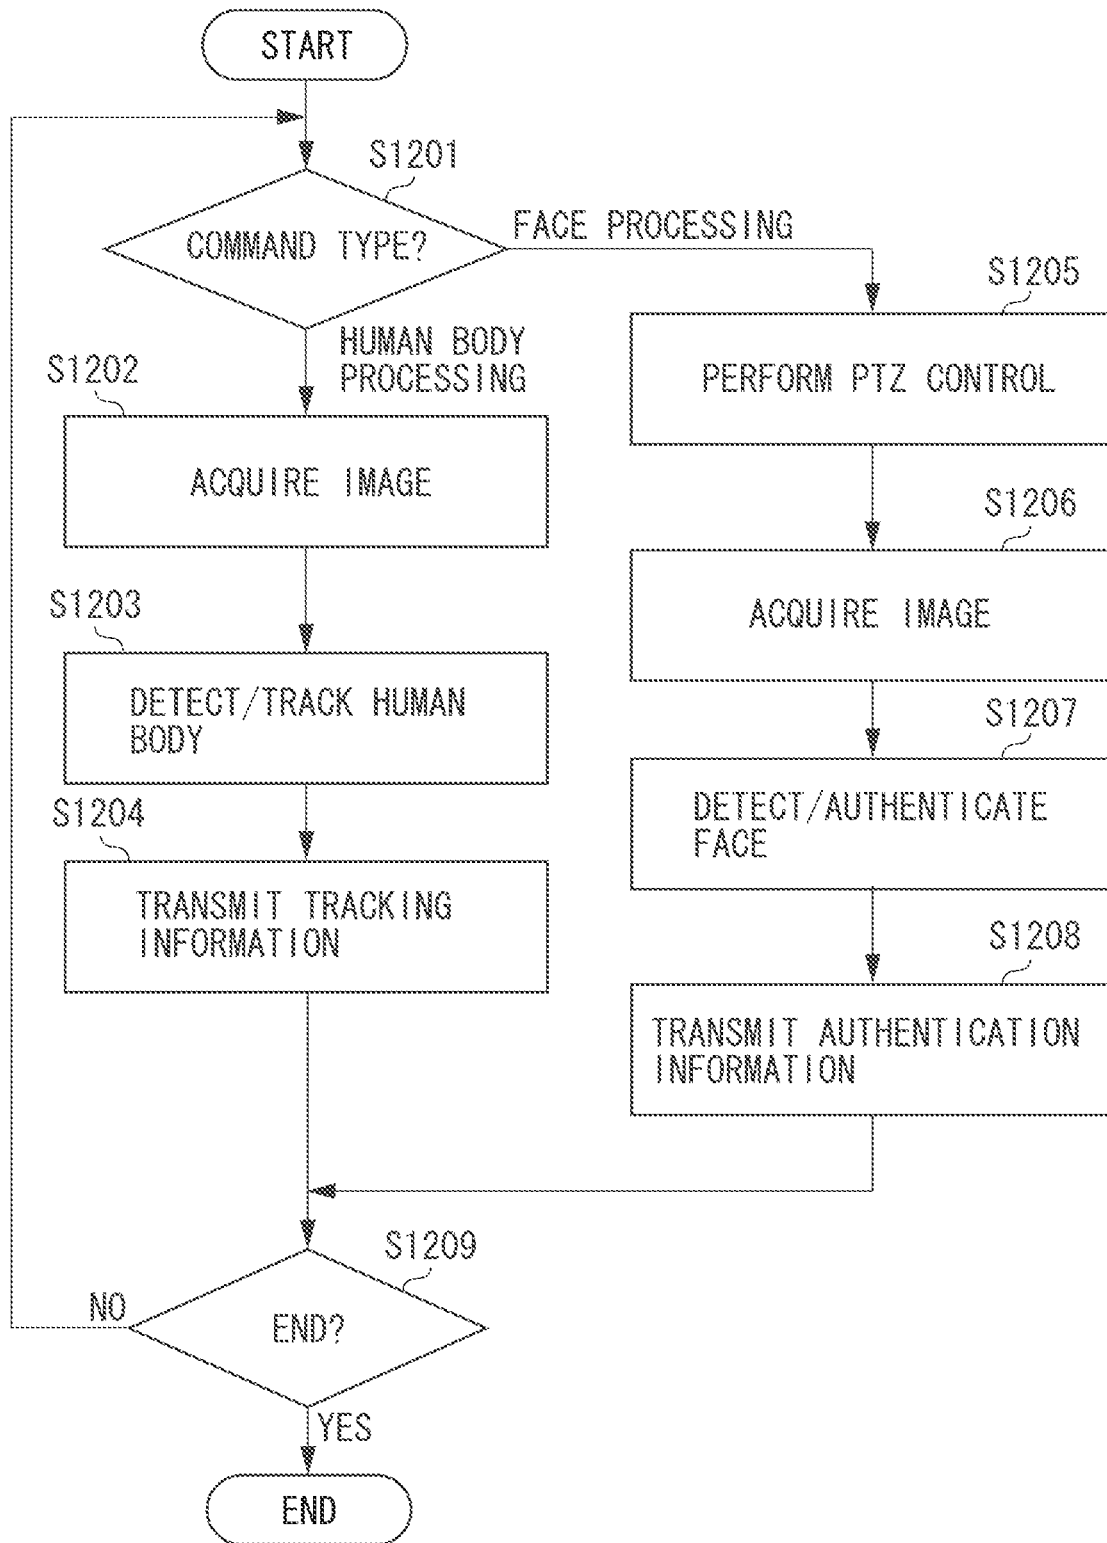 START
S1201
COMMAND TYPE?
FACE PROCESSING
HUMAN BODY
PROCESSING
S1202
ACQUIRE IMAGE
S1203
DETECT/TRACK HUMAN
BODY
S1204
TRANSMIT TRACKING
INFORMATION
S1205
PERFORM PTZ CONTROL
S1206
ACQUIRE IMAGE
S1207
DETECT/AUTHENTICATE
FACE
S1208
TRANSMIT AUTHENTICATION
INFORMATION
S1209
END?
NO
YES
END